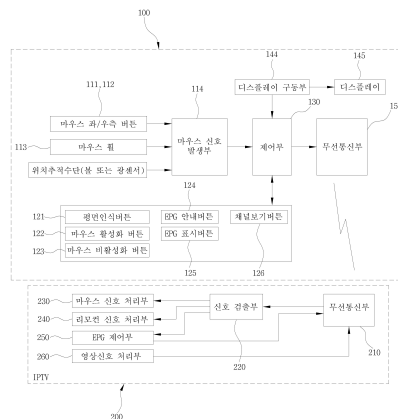 100
111, 112
114
144
145
디스플레이 구동부
디스플레이
130
15
마우스 좌/우측 버튼
113
마우스 휠
마우스 신호
발생부
제어부
무선통신부
위치추적수단(볼 또는 광센서)
124
121
평면인식버튼
EPG 안내버튼
채널보기버튼
122
마우스 활성화 버튼
EPG 표시버튼
123
마우스 비활성화 버튼
125
126
230
마우스 신호 처리부
신호 검출부
무선통신부
240
리모컨 신호 처리부
250
EPG 제어부
220
210
260
영상신호 처리부
IPTV
200